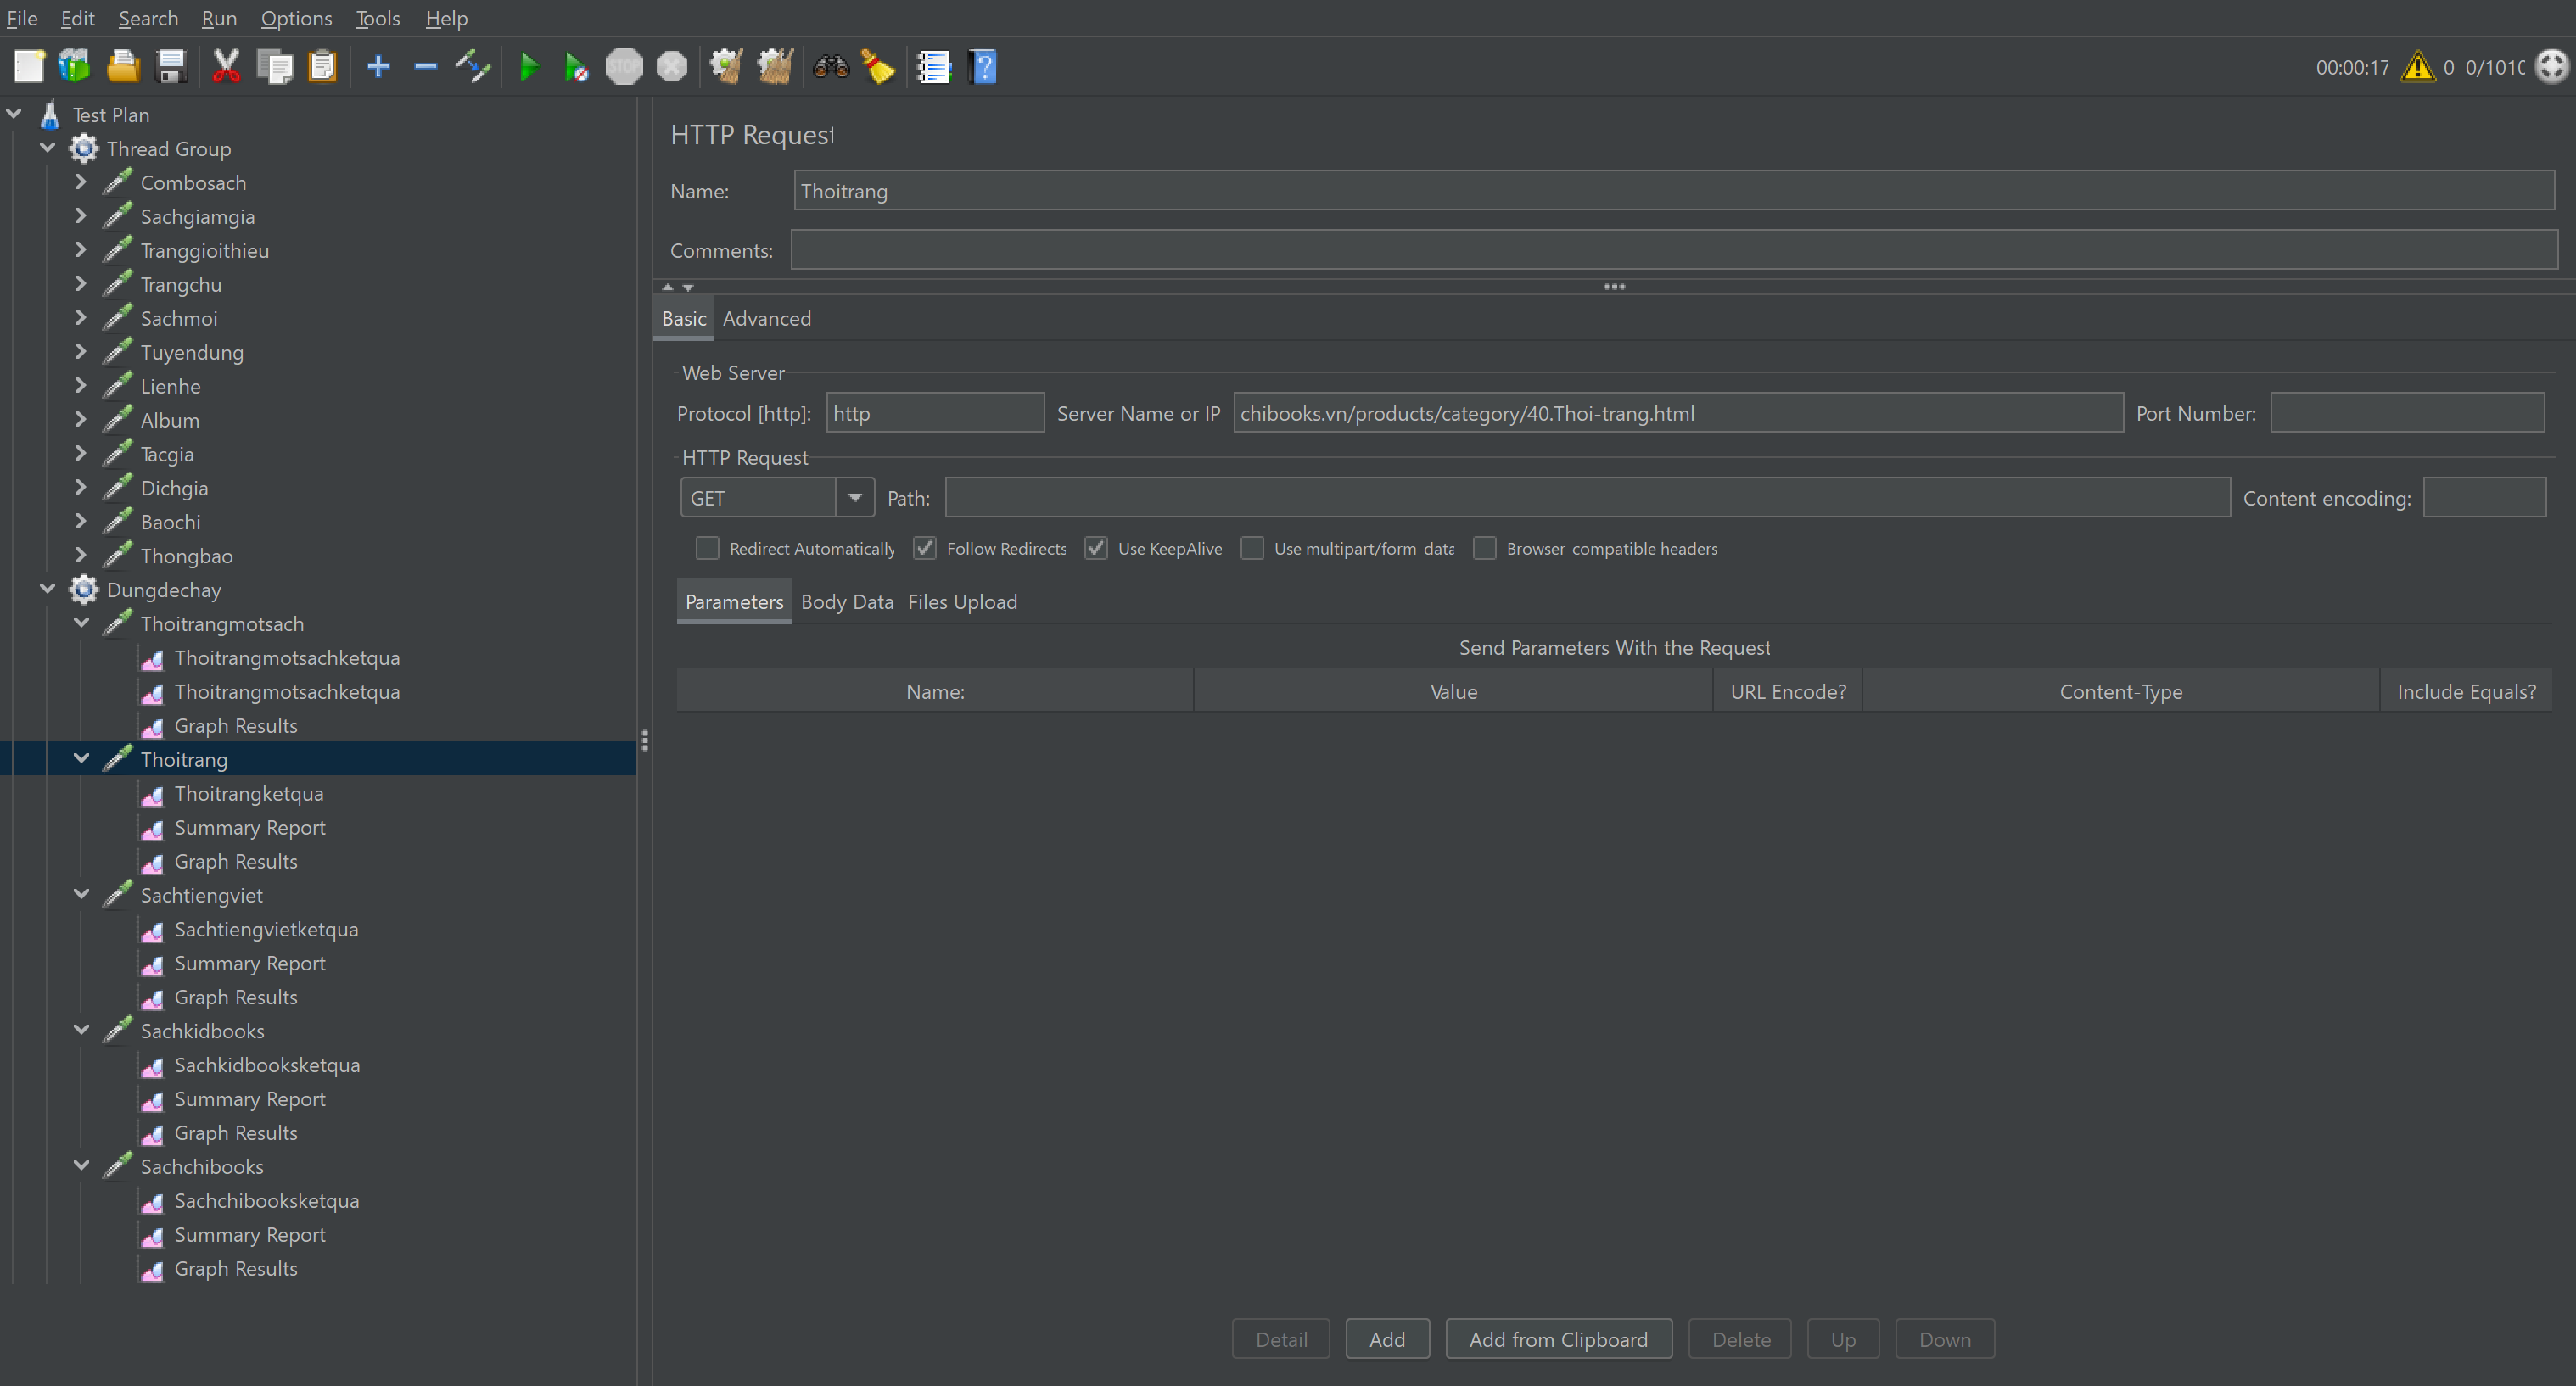 File Edit Search Run Options Tools Help
STOP
00:00:17 0 0/1010
Test Plan
Thread Group
Combosach
Sachgiamgia
Tranggioithieu
Trangchu
Sachmoi
Tuyendung
Lienhe
Album
Tacgia
Dichgia
Baochi
Thongbao
Dungdechay
Thoitrangmotsach
Thoitrangmotsachketqua
Thoitrangmotsachketqua
Graph Results
Thoitrang
Thoitrangketqua
Summary Report
Graph Results
Sachtiengviet
Sachtiengvietketqua
Summary Report
Graph Results
Sachkidbooks
Sachkidbooksketqua
Summary Report
Graph Results
Sachchibooks
Sachchibooksketqua
Summary Report
Graph Results
HTTP Request
Name: Thoitrang
Comments:
Basic Advanced
Web Server
Protocol [http]: http Server Name or IP chibooks.vn/products/category/40.Thoi-trang.html Port Number:
HTTP Request
GET Path: Content encoding:
Redirect Automatically Follow Redirects Use KeepAlive Use multipart/form-data Browser-compatible headers
Parameters Body Data Files Upload
Send Parameters With the Request
Name: Value URL Encode? Content-Type Include Equals?
Detail Add Add from Clipboard Delete Up Down